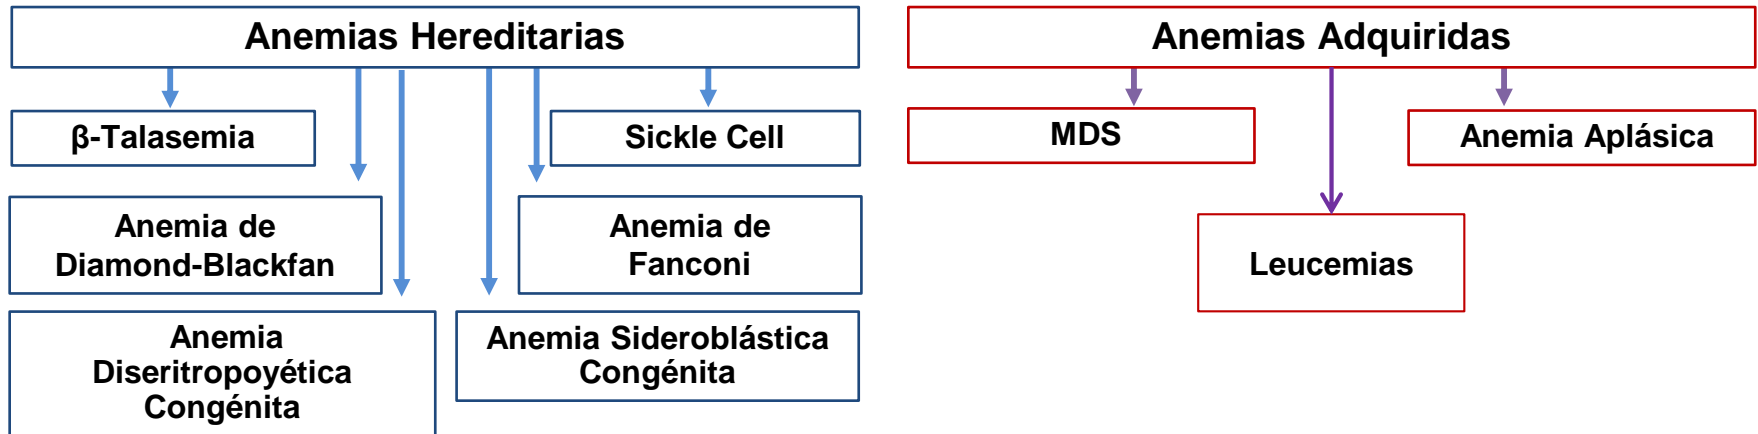 Anemias Hereditarias
β-Talasemia
Sickle Cell
Anemia de
Diamond-Blackfan
Anemia de
Fanconi
Anemia
Diseritropoyética
Congénita
Anemia Sideroblástica
Congénita
Anemias Adquiridas
MDS
Anemia Aplásica
Leucemias